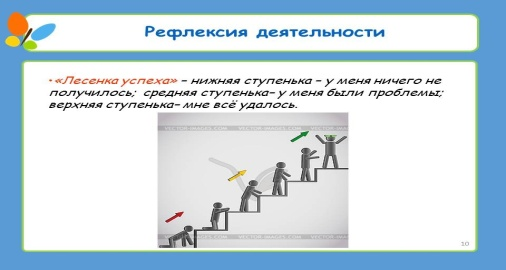 Рефлексия деятельности
• «Лесенка успеха» – нижняя ступенька – у меня ничего не
получилось; средняя ступенька– у меня были проблемы;
верхняя ступенька– мне всё удалось.
10